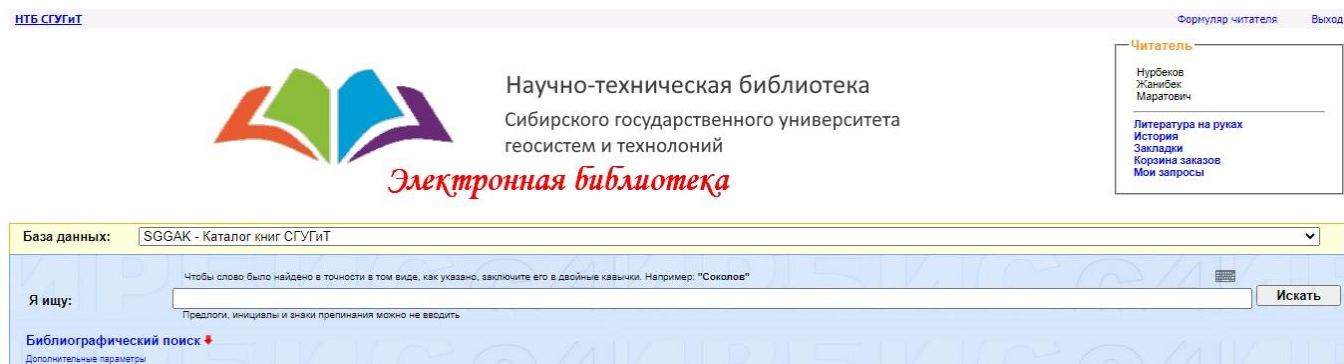 НТБ СГУГиТ
Формуляр читателя Выход
Читатель
Нурбеков
Жанибек
Маратович
Литература на руках
История
Закладки
Корзина заказов
Мои запросы
Научно-техническая библиотека
Сибирского государственного университета
геосистем и технолоний
Электронная библиотека
База данных: SGGAK - Каталог книг СГУГиТ
Чтобы слово было найдено в точности в том виде, как указано, заключите его в двойные кавычки. Например: "Соколов"
Я ищу: Искать
Предлоги, инициалы и знаки препинания можно не вводить
Библиографический поиск
Дополнительные параметры